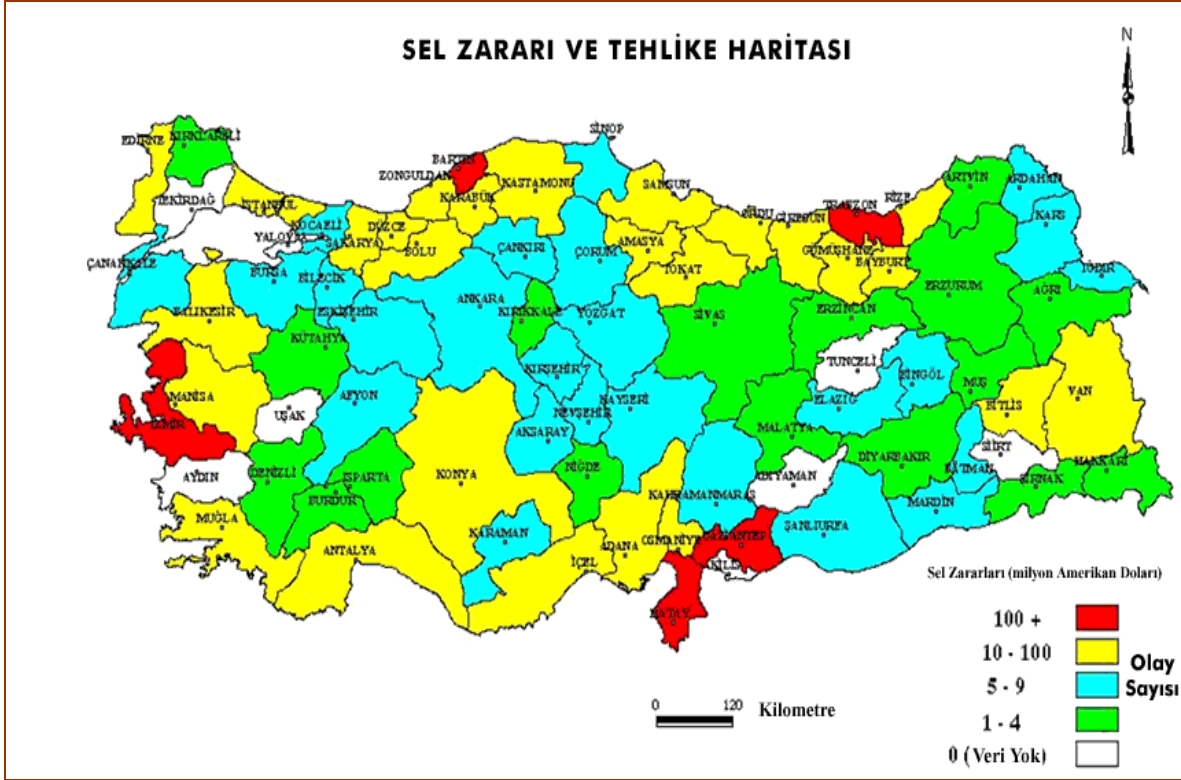 SEL ZARARI VE TEHLİKE HARİTASI
N
SİNOP
EDİRNE
KIRKLARELİ
BARTIN
ZONGULDAK
KASTAMONU
KARABÜK
SAMSUN
ARTVİN
ARDAHAN
TEKİRDAĞ
İSTANBUL
KOCAELİ
YALOVA
SAKARYA
DÜZCE
BOLU
ÇANKIRI
ÇORUM
AMASYA
TOKAT
ORDU
GİRESUN
TRABZON
RİZE
GÜMÜŞHANE
BAYBURT
KARS
IĞDIR
ÇANAKKALE
BURSA
BİLECİK
ESKİŞEHİR
ANKARA
KIRIKKALE
YOZGAT
SİVAS
ERZİNCAN
ERZURUM
AĞRI
BALIKESİR
KÜTAHYA
KIRŞEHİR
TUNCELİ
BİNGÖL
MUŞ
VAN
MANİSA
İZMİR
UŞAK
AFYON
NEVŞEHİR
KAYSERİ
AKSARAY
ELAZIĞ
BİTLİS
MALATYA
DİYARBAKIR
SİİRT
BATMAN
HAKKARİ
ŞIRNAK
AYDIN
DENİZLİ
ISPARTA
BURDUR
KONYA
NİĞDE
KAHRAMANMARAŞ
ADIYAMAN
MARDİN
MUĞLA
ANTALYA
KARAMAN
İÇEL
ADANA
OSMANİYE
GAZİANTEP
ŞANLIURFA
KİLİS
HATAY
Sel Zararları (milyon Amerikan Doları)
100 +
10 - 100
5 - 9
1 - 4
0 ( Veri Yok)
Olay
Sayısı
0 120 Kilometre